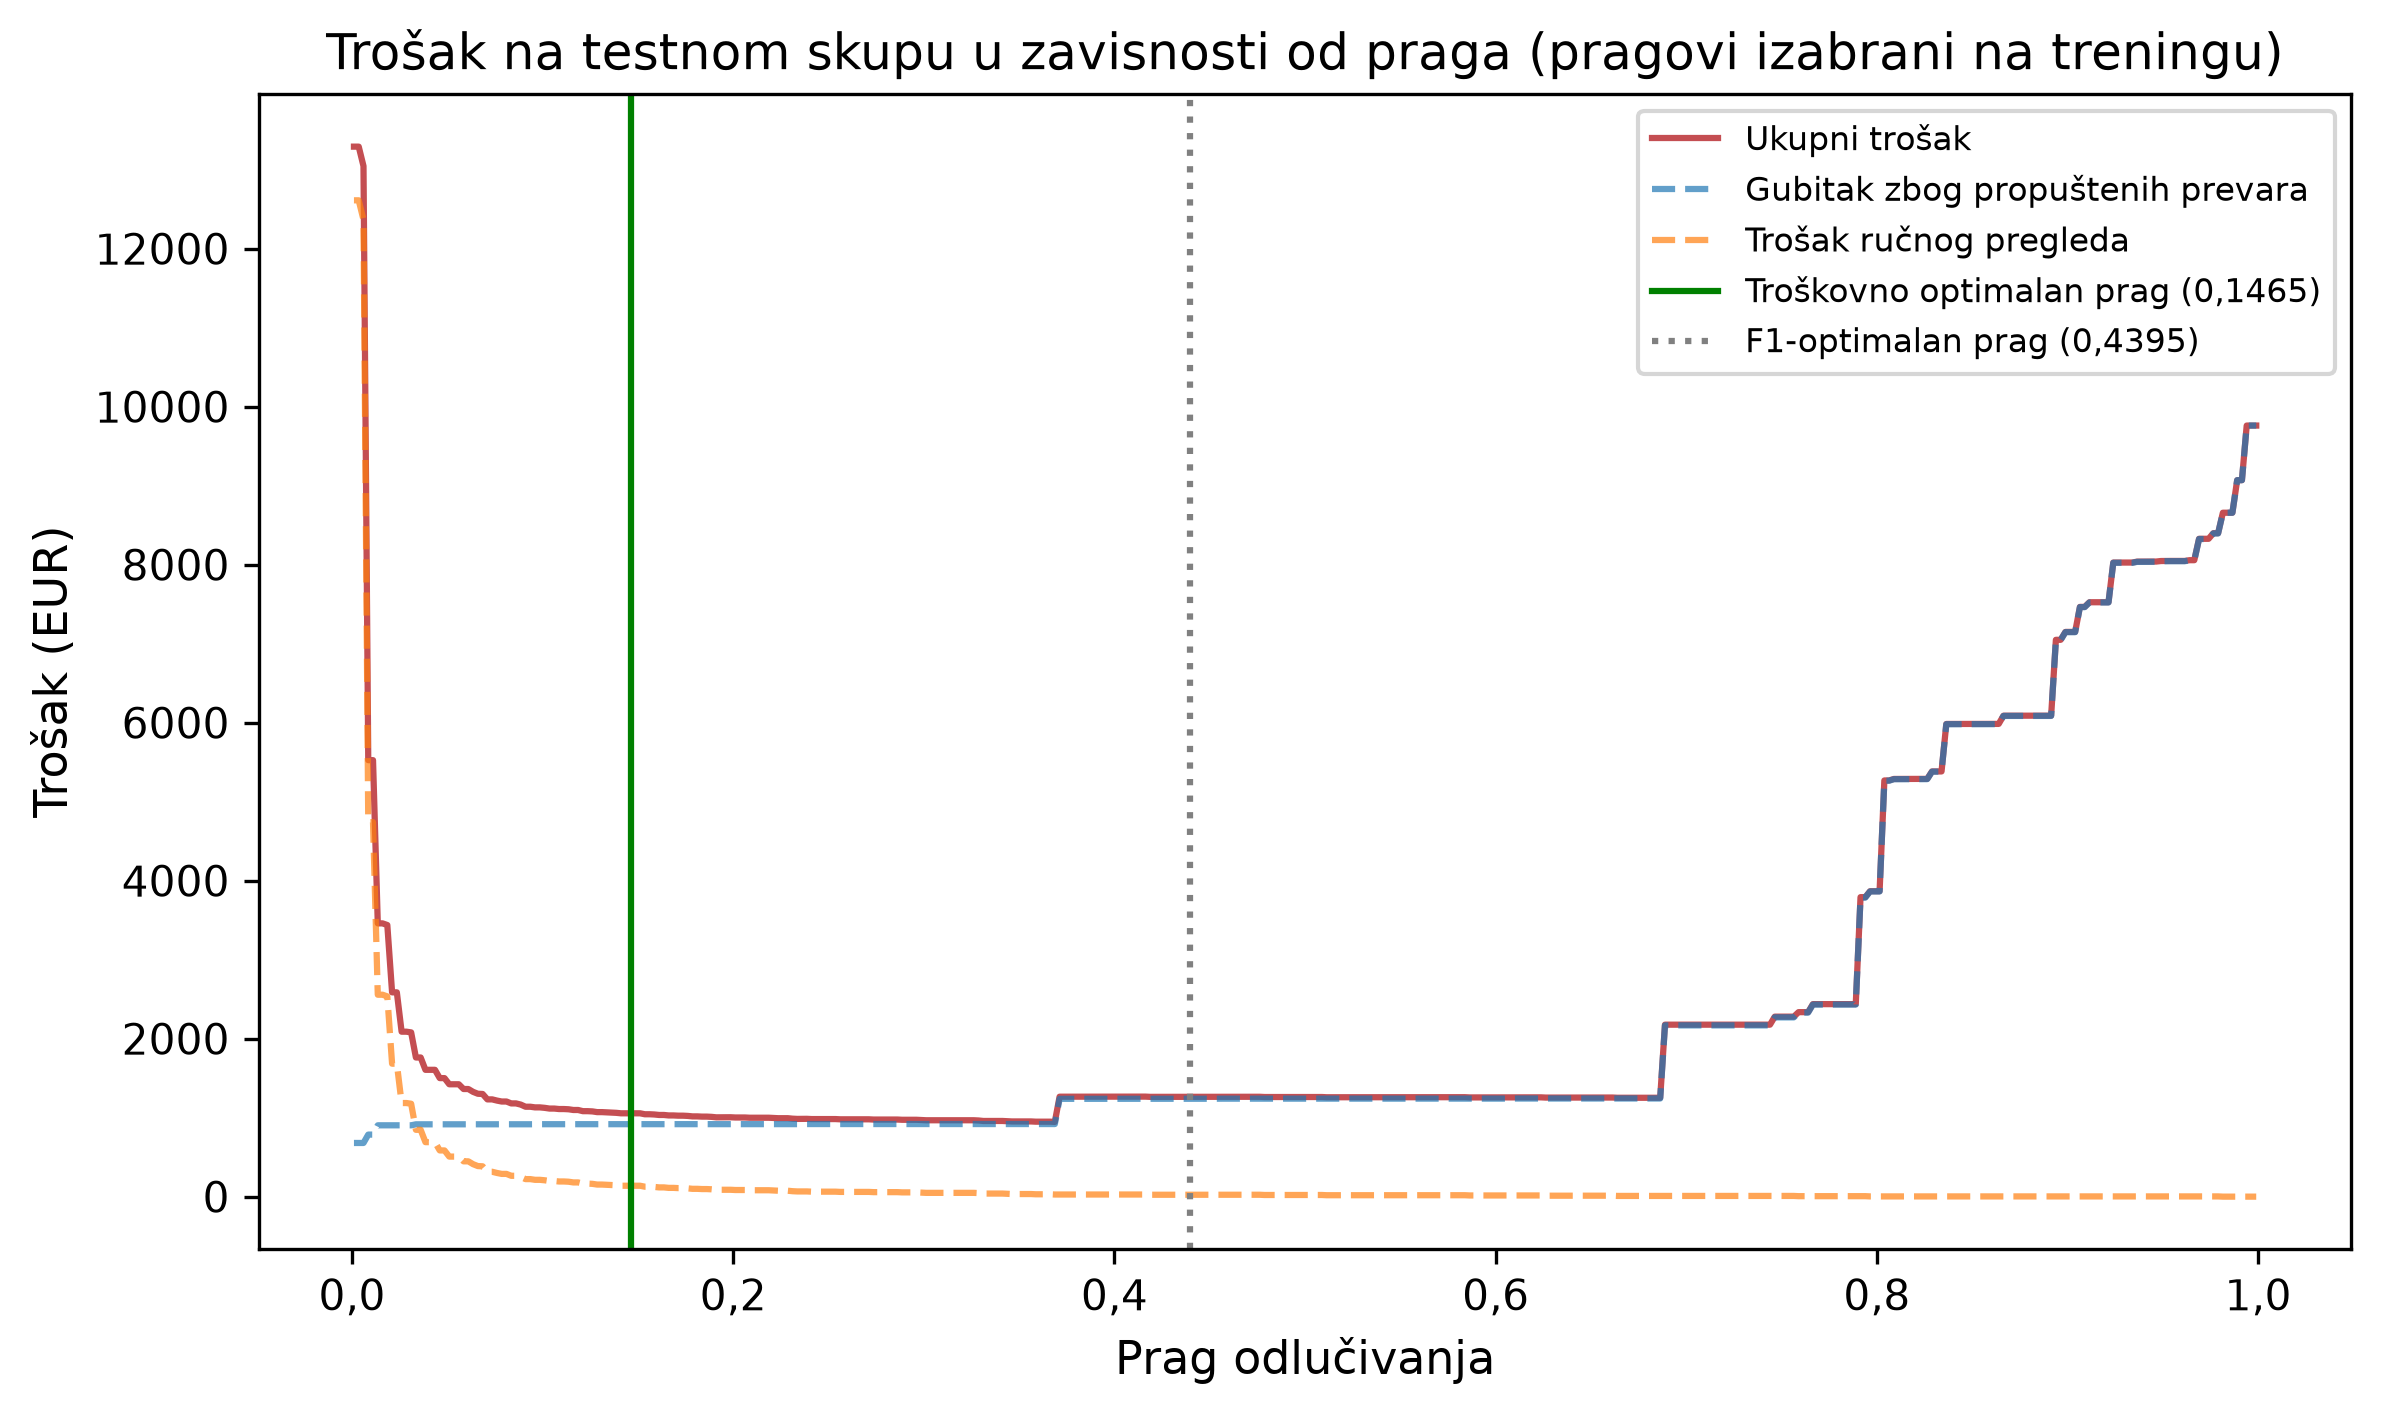 Trošak na testnom skupu u zavisnosti od praga (pragovi izabrani na treningu)
Ukupni trošak
Gubitak zbog propuštenih prevara
Trošak ručnog pregleda
Troškovno optimalan prag (0,1465)
F1-optimalan prag (0,4395)
Trošak (EUR)
12000
10000
8000
6000
4000
2000
0
0,0
0,2
0,4
0,6
0,8
1,0
Prag odlučivanja